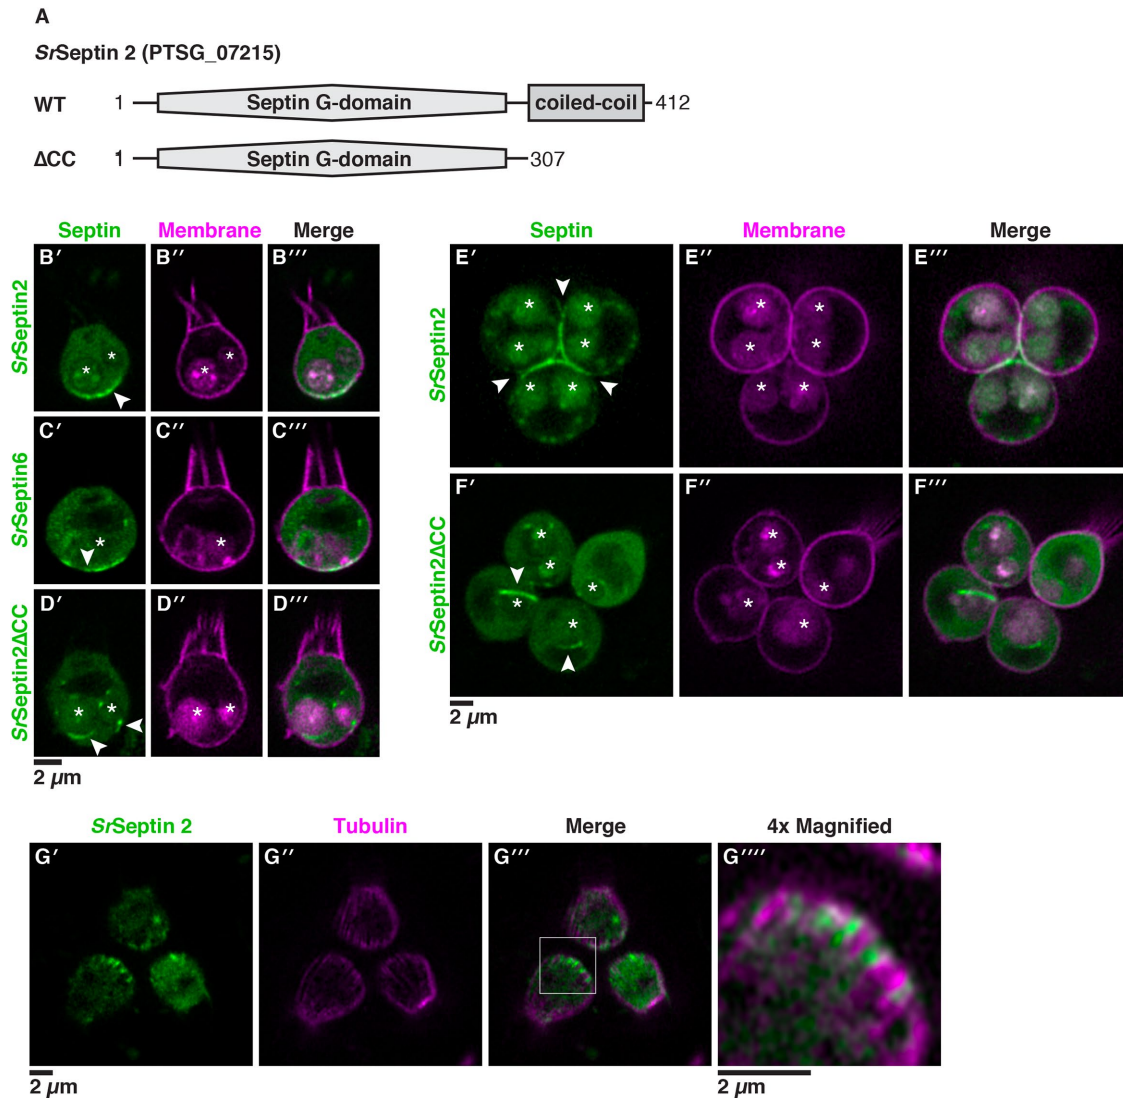 A
SrSeptin 2 (PTSG_07215)
WT 1 Septin G-domain coiled-coil 412
ΔCC 1 Septin G-domain 307
Septin Membrane Merge
SrSeptin2
B′ B′′ B′′′
* * * *
SrSeptin6
C′ C′′ C′′′
* *
SrSeptin2ΔCC
D′ D′′ D′′′
* * * *
2 µm
Septin Membrane Merge
SrSeptin2
E′ E′′ E′′′
* * * *
* * * *
* * * *
SrSeptin2ΔCC
F′ F′′ F′′′
* *
* *
* *
* *
* *
2 µm
SrSeptin 2 Tubulin Merge 4x Magnified
G′ G′′ G′′′ G′′′′
2 µm 2 µm